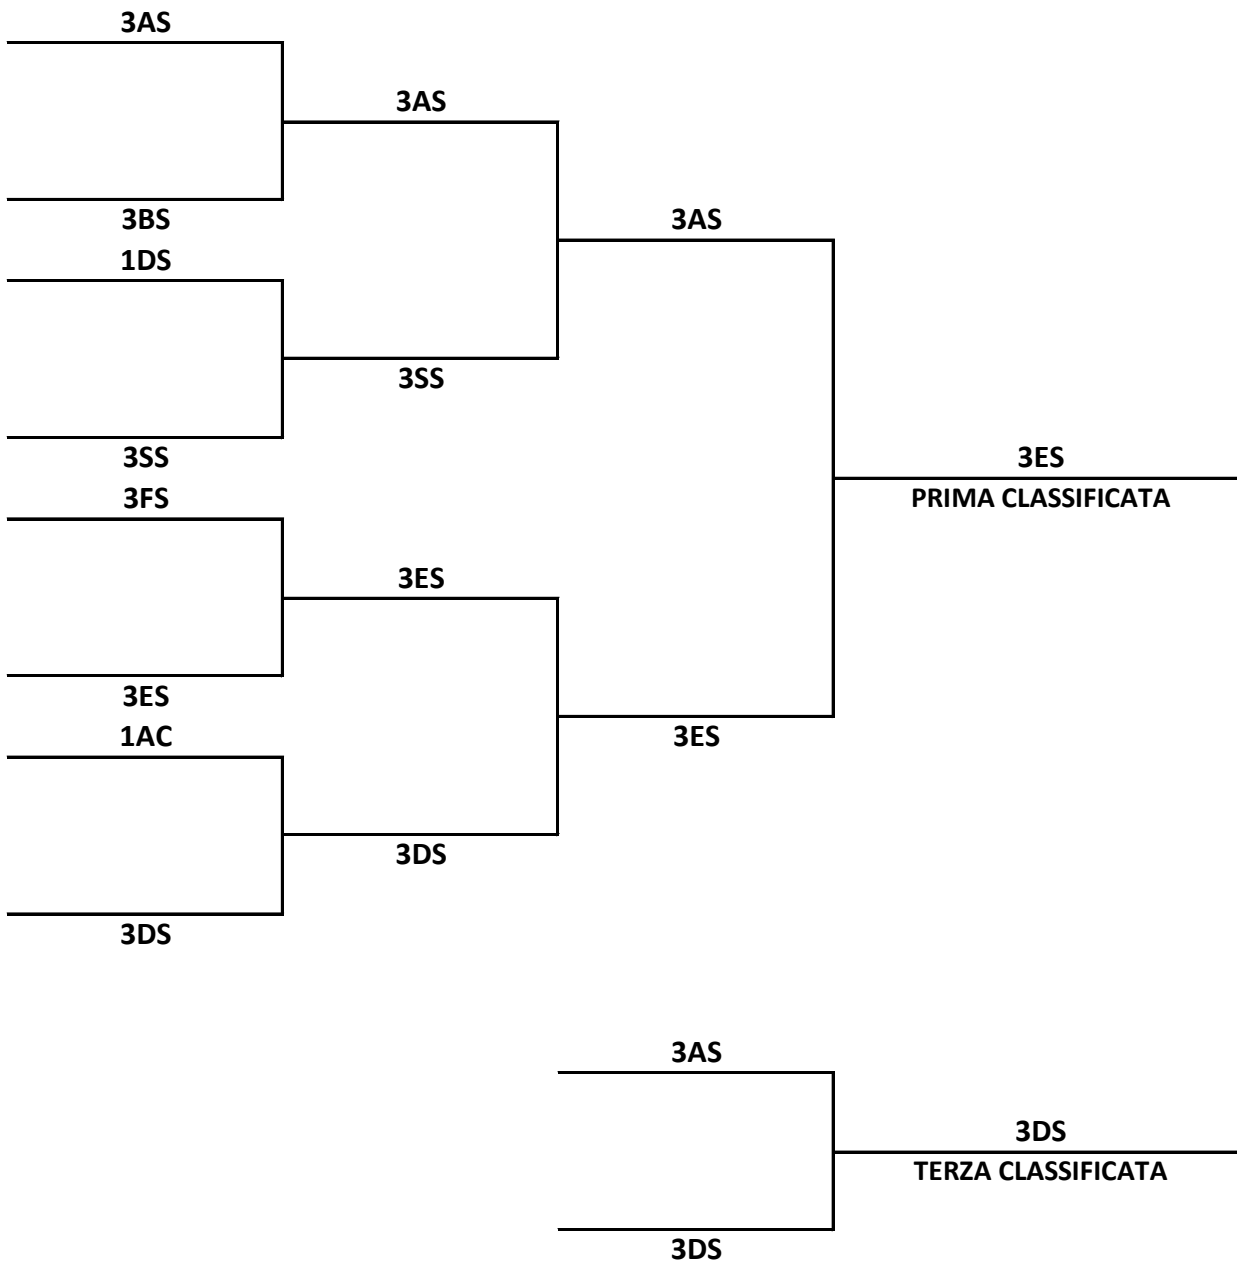 3AS
3AS
3BS
3AS
1DS
3SS
3SS
3ES
3FS
PRIMA CLASSIFICATA
3ES
3ES
3ES
1AC
3DS
3DS
3AS
3DS
TERZA CLASSIFICATA
3DS